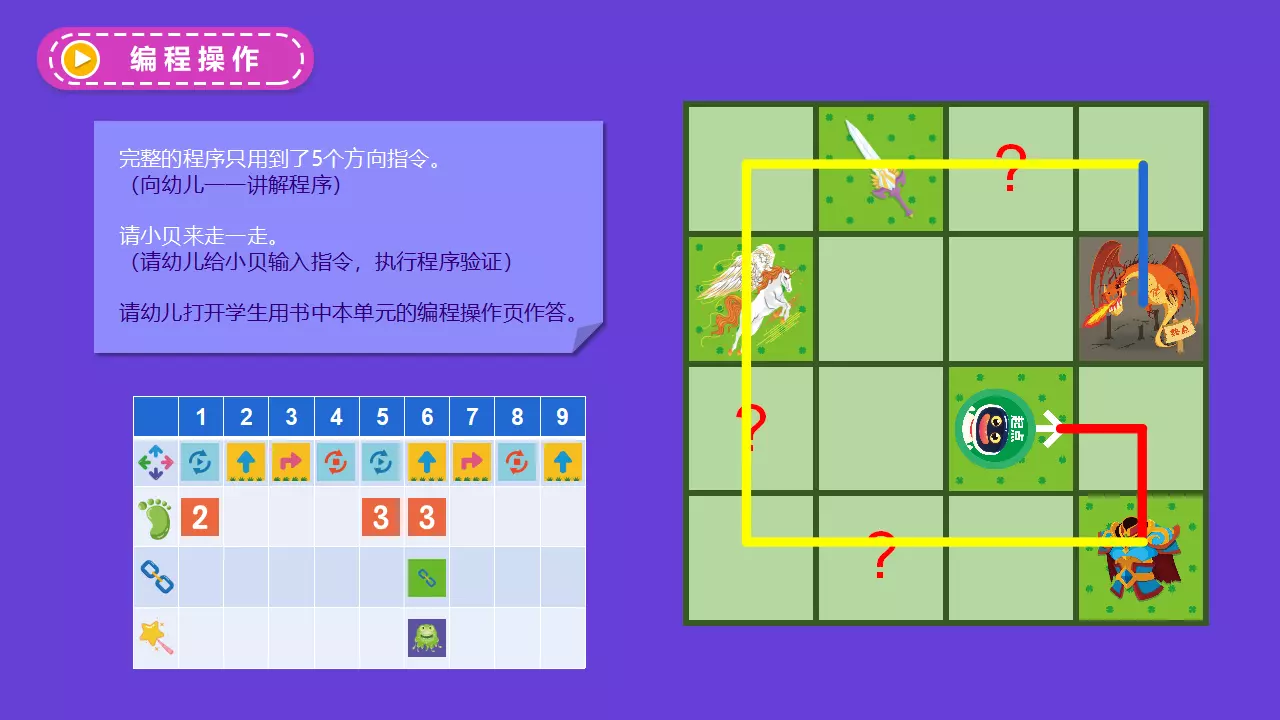 编程操作
完整的程序只用到了5个方向指令。
（向幼儿一一讲解程序）
请小贝来走一走。
（请幼儿给小贝输入指令，执行程序验证）
请幼儿打开学生用书中本单元的编程操作页作答。
1 2 3 4 5 6 7 8 9
2 3 3
?
终点
?
起点
?